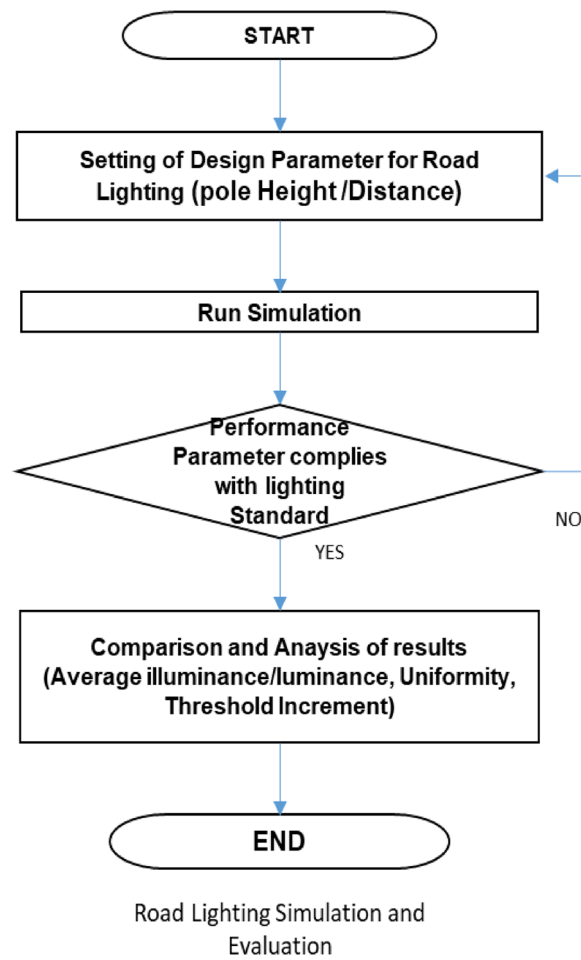 START
Setting of Design Parameter for Road
Lighting (pole Height /Distance)
Run Simulation
Performance
Parameter complies
with lighting
Standard
NO
YES
Comparison and Anaysis of results
(Average illuminance/luminance, Uniformity,
Threshold Increment)
END
Road Lighting Simulation and
Evaluation